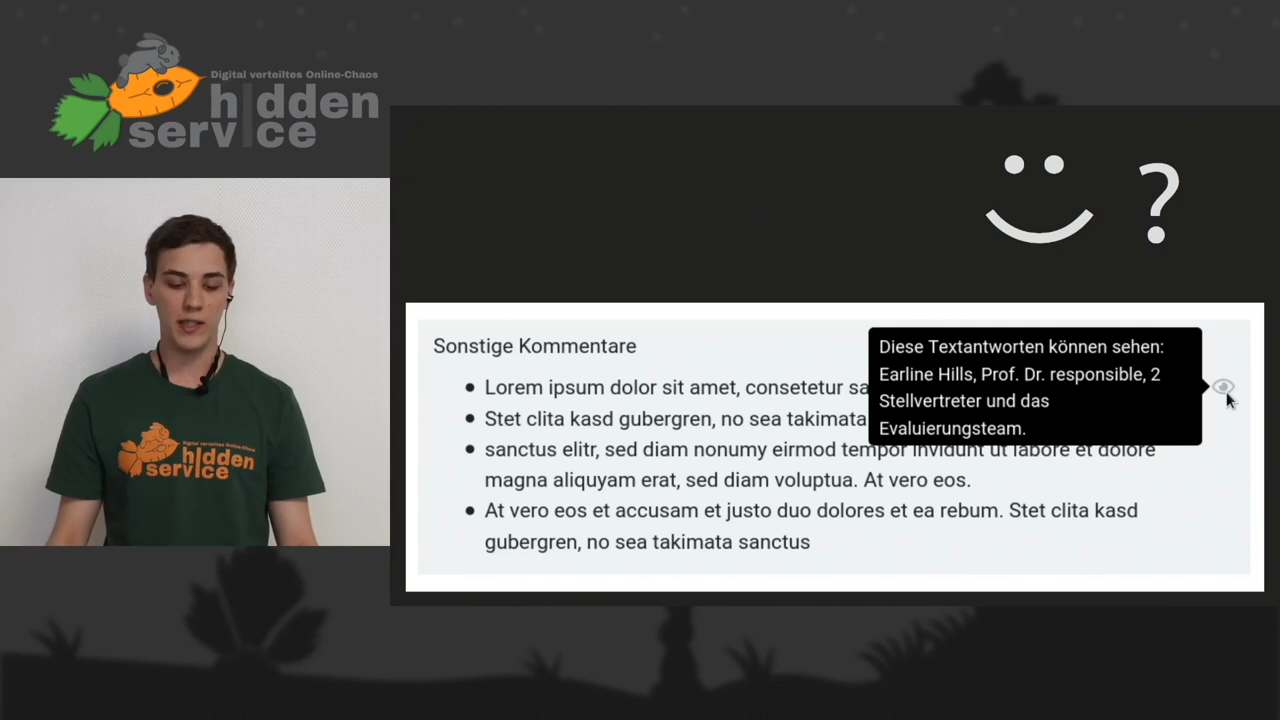 Digital verteiltes Online-Chaos
hidden
service
?
Sonstige Kommentare
Diese Textantworten können sehen:
Earline Hills, Prof. Dr. responsible, 2
Stellvertreter und das
Evaluierungsteam.
• Lorem ipsum dolor sit amet, consetetur
• Stet clita kasd gubergren, no sea takimata
• sanctus elitr, sed diam nonumy eirmod tempor invidunt ut labore et dolore
magna aliquyam erat, sed diam voluptua. At vero eos.
• At vero eos et accusam et justo duo dolores et ea rebum. Stet clita kasd
gubergren, no sea takimata sanctus
Digital verteiltes Online-Chaos
hidden
service